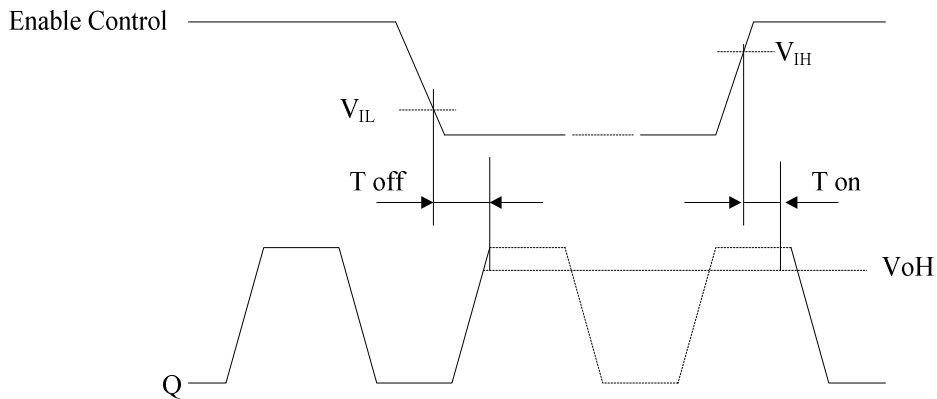 Enable Control
VIH
VIL
T off
T on
VoH
Q